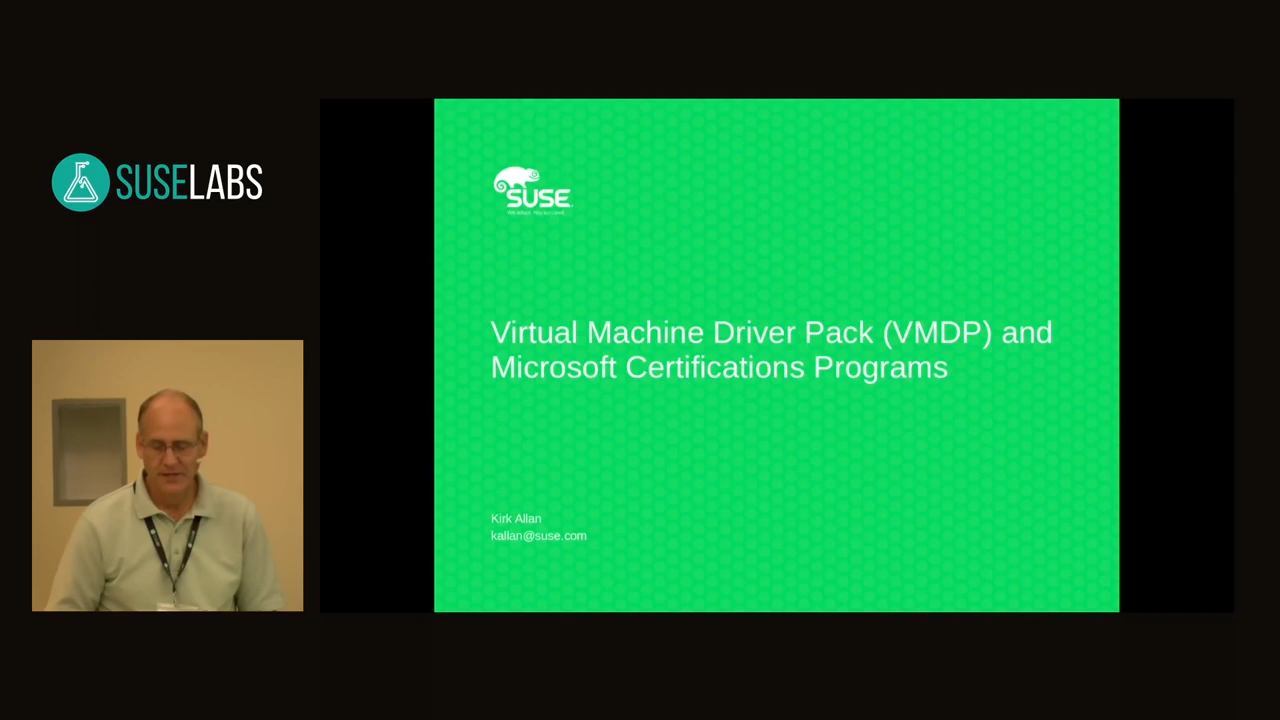 SUSELABS
SUSE
Virtual Machine Driver Pack (VMDP) and
Microsoft Certifications Programs
Kirk Allan
kallan@suse.com